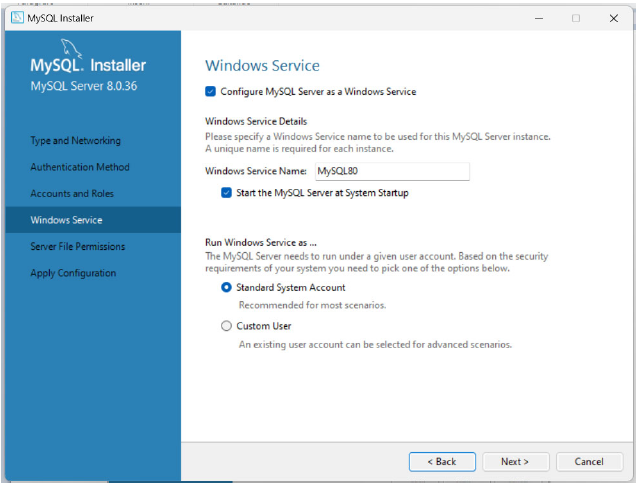 MySQL Installer
MySQL. Installer
MySQL Server 8.0.36
Type and Networking
Authentication Method
Accounts and Roles
Windows Service
Server File Permissions
Apply Configuration
Windows Service
Configure MySQL Server as a Windows Service
Windows Service Details
Please specify a Windows Service name to be used for this MySQL Server instance.
A unique name is required for each instance.
Windows Service Name: MySQL80
Start the MySQL Server at System Startup
Run Windows Service as ...
The MySQL Server needs to run under a given user account. Based on the security
requirements of your system you need to pick one of the options below.
Standard System Account
Recommended for most scenarios.
Custom User
An existing user account can be selected for advanced scenarios.
< Back Next > Cancel